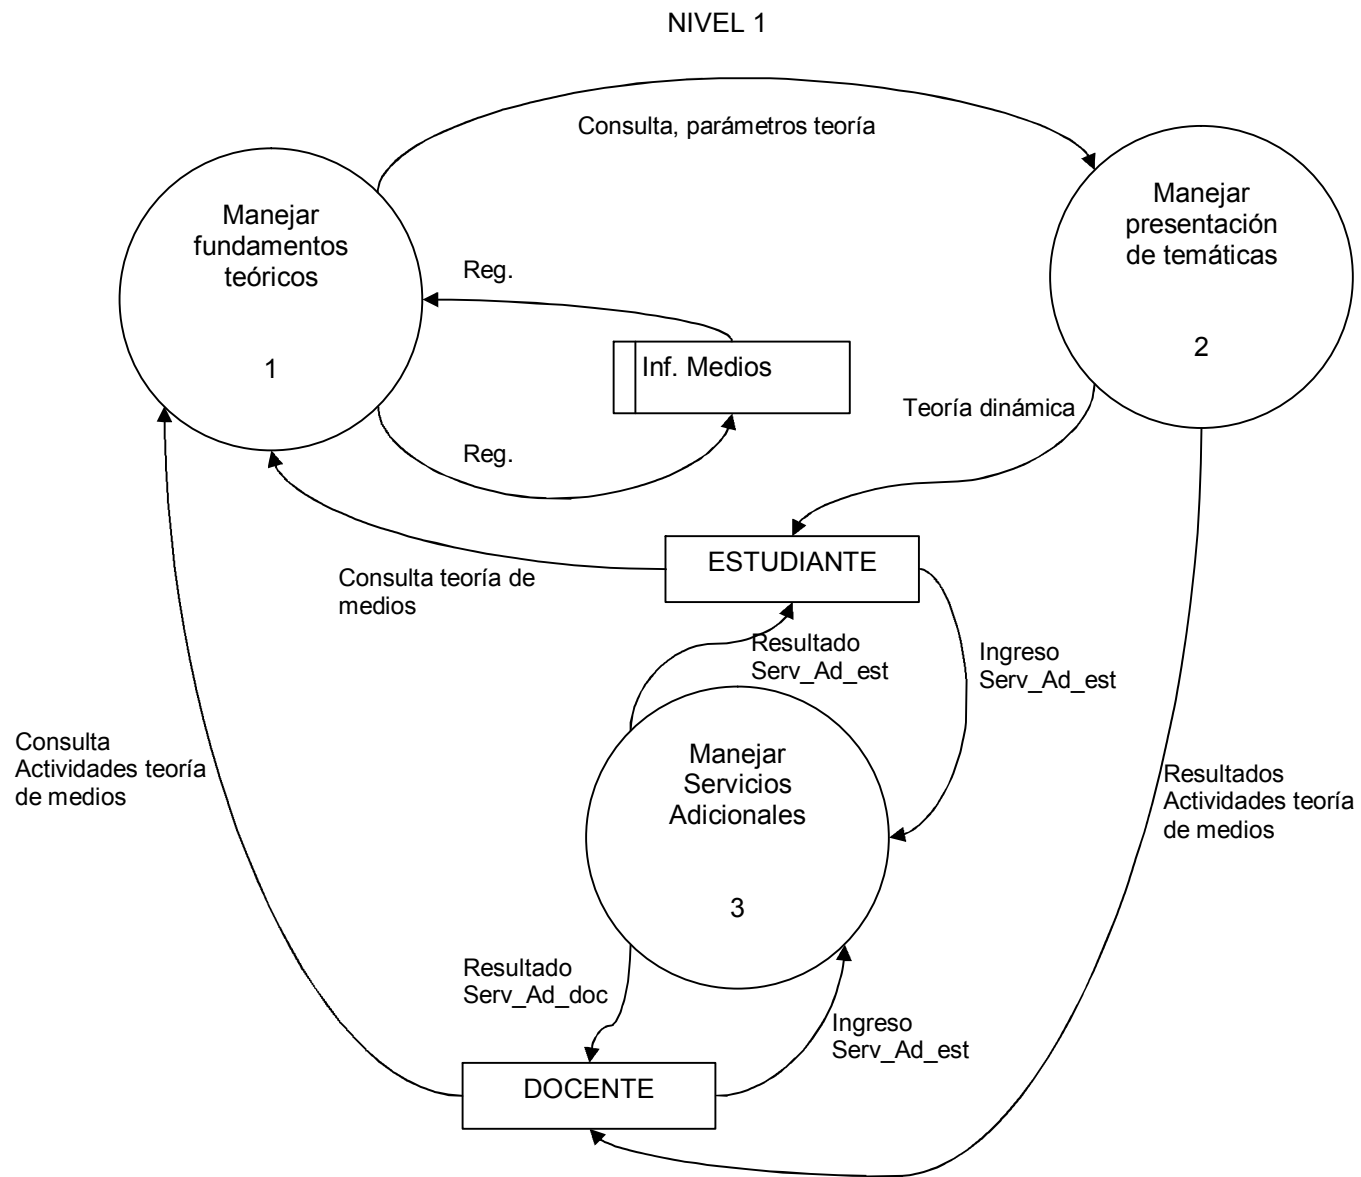 NIVEL 1
Consulta, parámetros teoría
Manejar
fundamentos
teóricos
1
Manejar
presentación
de temáticas
2
Reg.
Inf. Medios
Reg.
Teoría dinámica
ESTUDIANTE
Consulta teoría de
medios
Resultado
Serv_Ad_est
Ingreso
Serv_Ad_est
Manejar
Servicios
Adicionales
3
Consulta
Actividades teoría
de medios
Resultados
Actividades teoría
de medios
Resultado
Serv_Ad_doc
Ingreso
Serv_Ad_est
DOCENTE